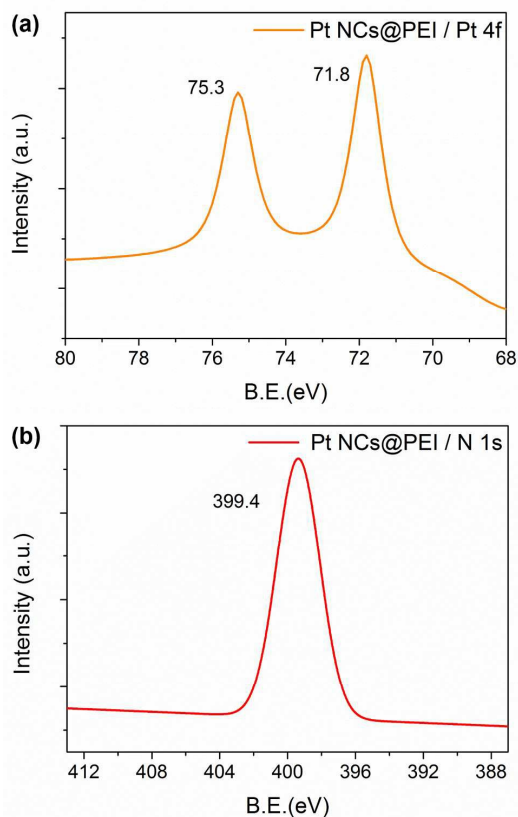 (a)
Pt NCs@PEI / Pt 4f
75.3
71.8
Intensity (a.u.)
80 78 76 74 72 70 68
B.E.(eV)
(b)
Pt NCs@PEI / N 1s
399.4
Intensity (a.u.)
412 408 404 400 396 392 388
B.E.(eV)